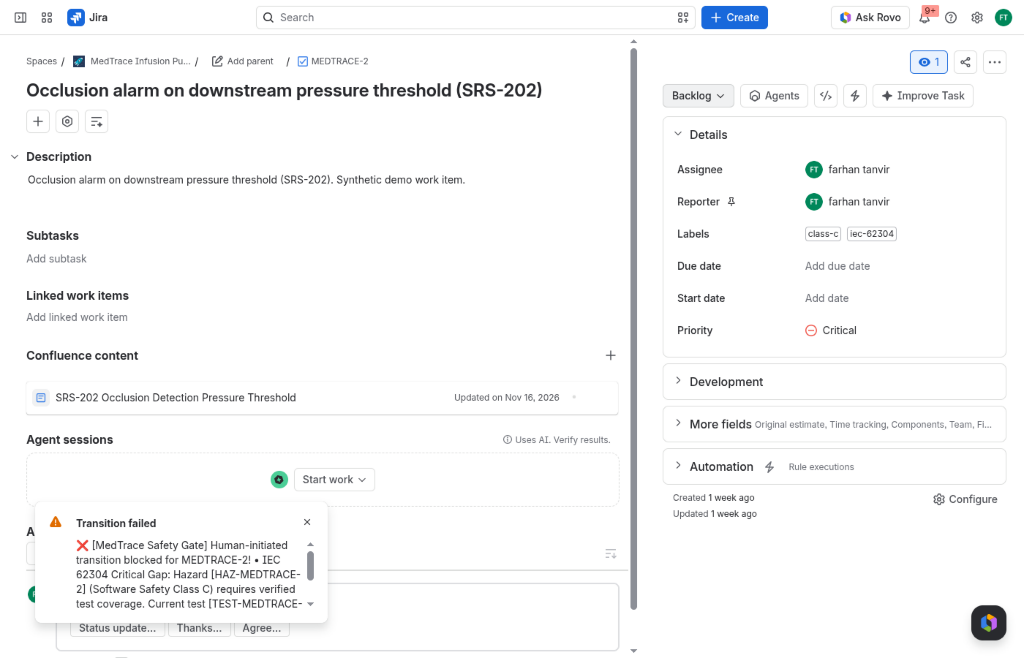 Jira
Search
+ Create
Ask Rovo
9+
FT
Spaces / MedTrace Infusion Pu... / Add parent / MEDTRACE-2
1
Occlusion alarm on downstream pressure threshold (SRS-202)
Backlog
Agents
Improve Task
Description
Occlusion alarm on downstream pressure threshold (SRS-202). Synthetic demo work item.
Subtasks
Add subtask
Linked work items
Add linked work item
Confluence content
SRS-202 Occlusion Detection Pressure Threshold
Updated on Nov 16, 2026
Agent sessions
Uses AI. Verify results.
Start work
A
Transition failed
❌ [MedTrace Safety Gate] Human-initiated
transition blocked for MEDTRACE-2! • IEC
62304 Critical Gap: Hazard [HAZ-MEDTRACE-
2] (Software Safety Class C) requires verified
test coverage. Current test [TEST-MEDTRACE-
Status update...
Thanks...
Agree...
Details
Assignee
FT farhan tanvir
Reporter
FT farhan tanvir
Labels
class-c iec-62304
Due date
Add due date
Start date
Add date
Priority
Critical
Development
More fields Original estimate, Time tracking, Components, Team, Fi...
Automation
Rule executions
Created 1 week ago
Updated 1 week ago
Configure